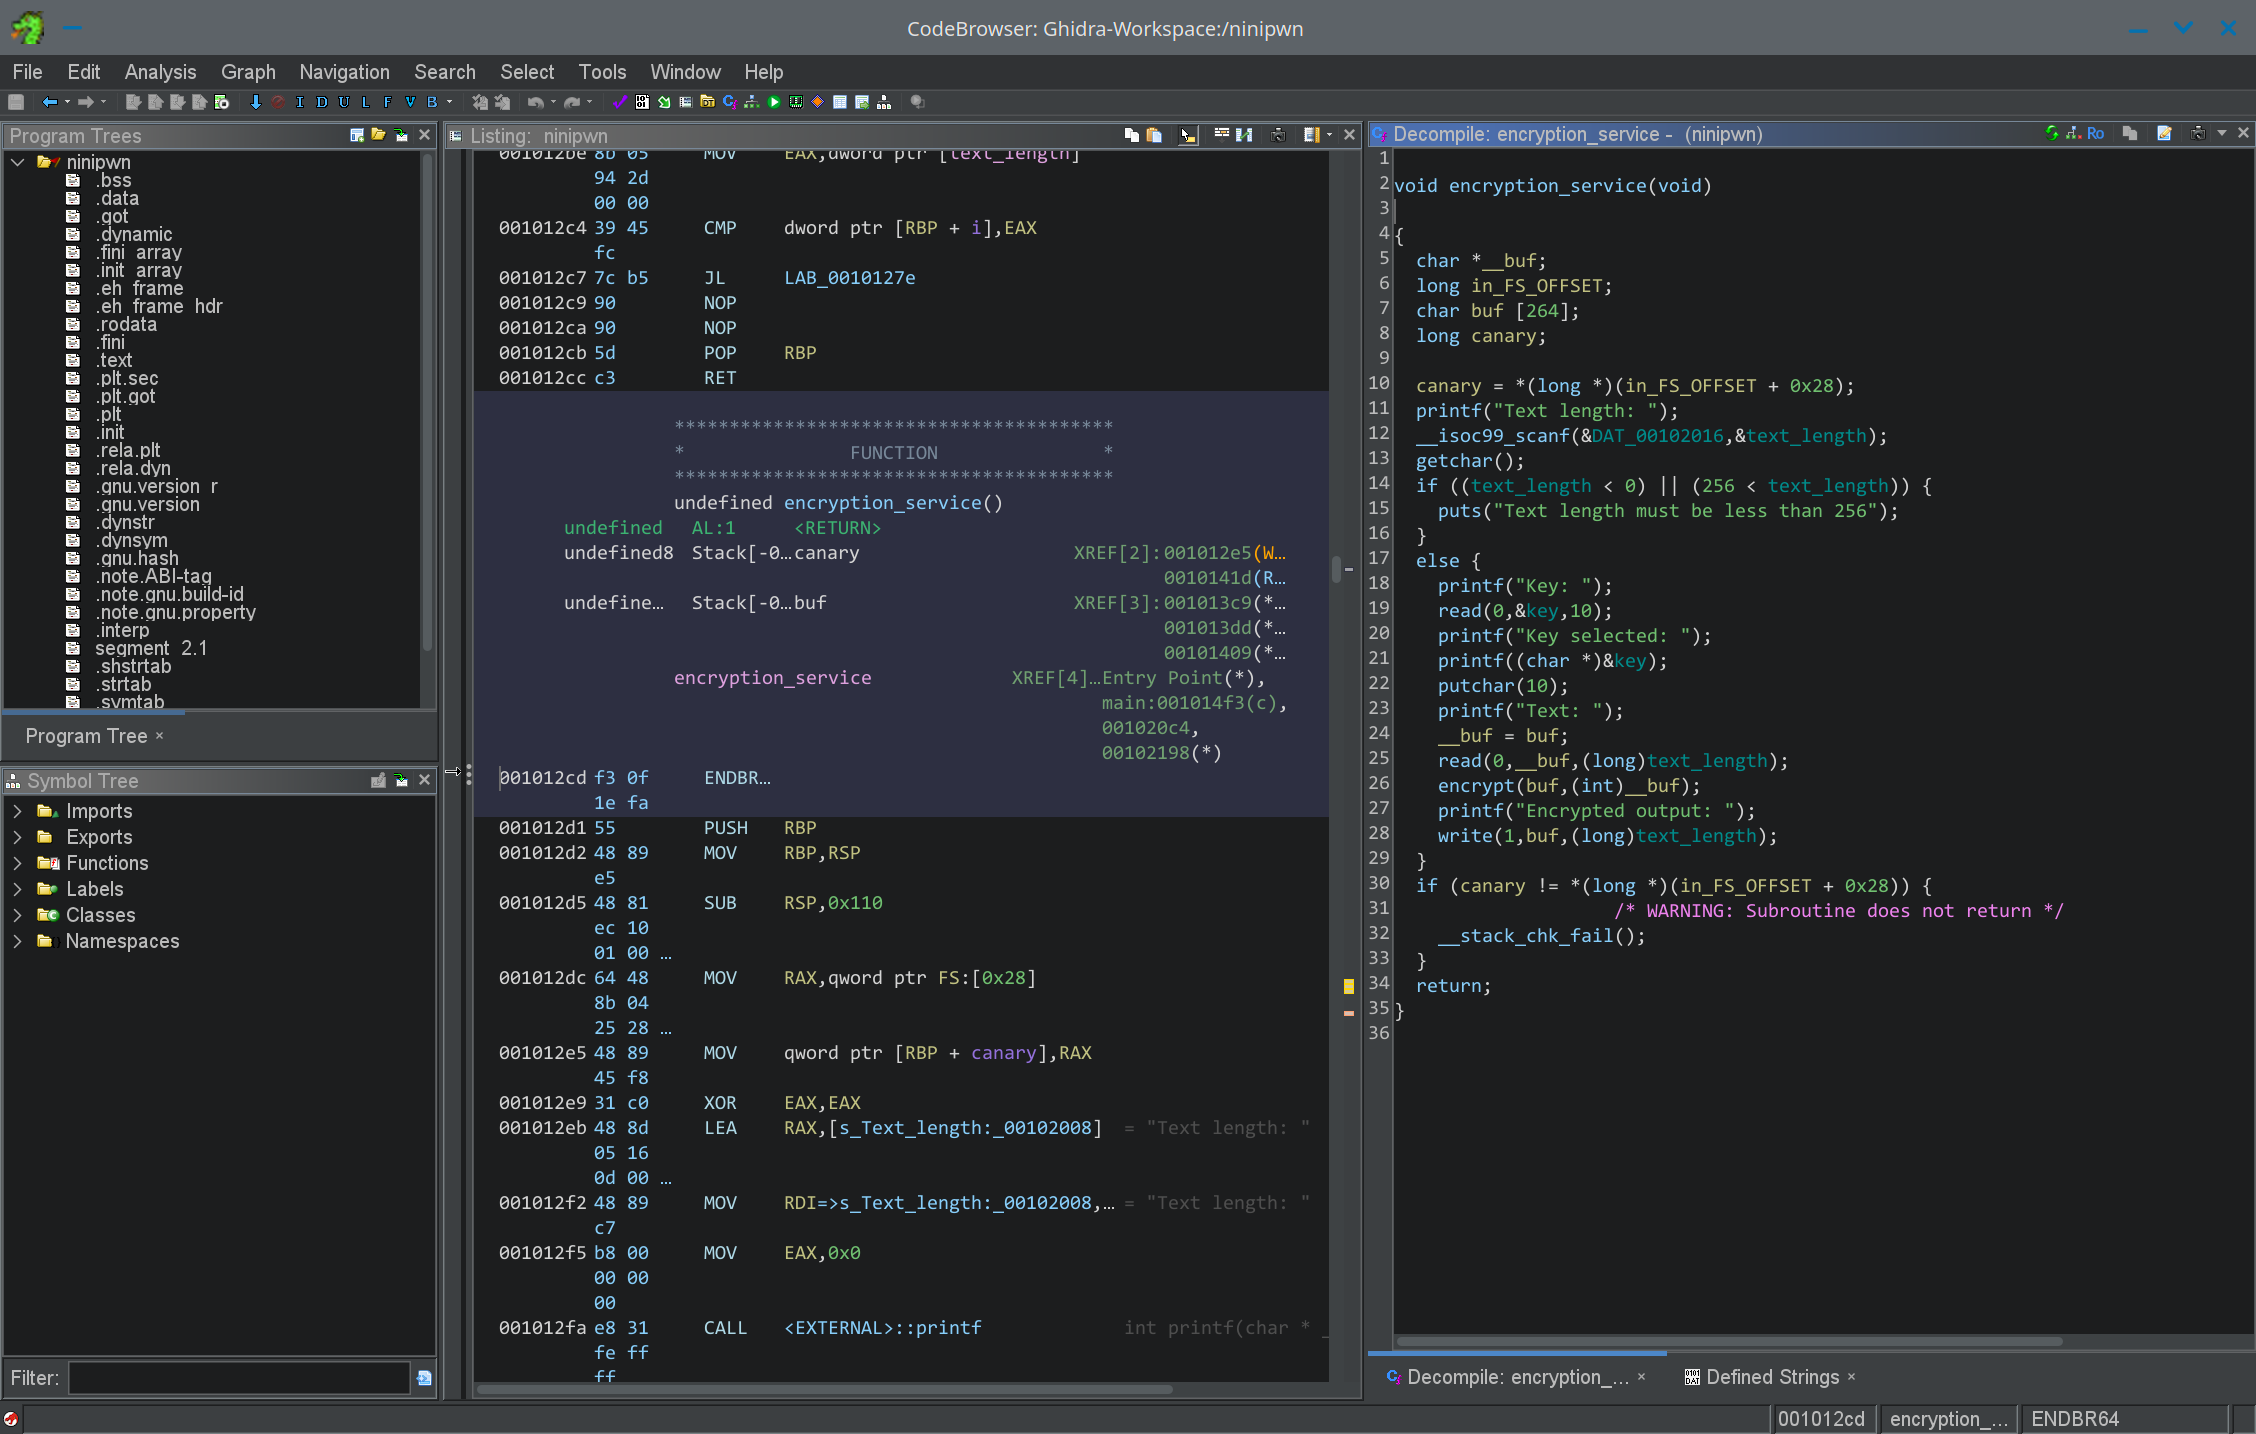 CodeBrowser: Ghidra-Workspace:/ninipwn
File Edit Analysis Graph Navigation Search Select Tools Window Help
I D U L F V B
Program Trees
ninipwn
.bss
.data
.got
.dynamic
.fini_array
.init_array
.eh_frame
.eh_frame_hdr
.rodata
.fini
.text
.plt.sec
.plt.got
.plt
.init
.rela.plt
.rela.dyn
.gnu.version_r
.gnu.version
.dynstr
.dynsym
.gnu.hash
.note.ABI-tag
.note.gnu.build-id
.note.gnu.property
.interp
segment_2.1
.shstrtab
.strtab
.symtab
Program Tree ×
Symbol Tree
Imports
Exports
Functions
Labels
Classes
Namespaces
Filter:
Listing: ninipwn
001012be 8b 05 MOV EAX,dword ptr [text_length]
94 2d
00 00
001012c4 39 45 CMP dword ptr [RBP + i],EAX
fc
001012c7 7c b5 JL LAB_0010127e
001012c9 90 NOP
001012ca 90 NOP
001012cb 5d POP RBP
001012cc c3 RET
****************************************
* FUNCTION *
****************************************
undefined encryption_service()
undefined AL:1 <RETURN>
undefined8 Stack[-0…canary XREF[2]:001012e5(W…
0010141d(R…
undefine… Stack[-0…buf XREF[3]:001013c9(*…
001013dd(*…
00101409(*…
encryption_service XREF[4]…Entry Point(*),
main:001014f3(c),
001020c4,
00102198(*)
001012cd f3 0f ENDBR…
1e fa
001012d1 55 PUSH RBP
001012d2 48 89 MOV RBP,RSP
e5
001012d5 48 81 SUB RSP,0x110
ec 10
01 00 …
001012dc 64 48 MOV RAX,qword ptr FS:[0x28]
8b 04
25 28 …
001012e5 48 89 MOV qword ptr [RBP + canary],RAX
45 f8
001012e9 31 c0 XOR EAX,EAX
001012eb 48 8d LEA RAX,[s_Text_length:_00102008] = "Text length: "
05 16
0d 00 …
001012f2 48 89 MOV RDI=>s_Text_length:_00102008,… = "Text length: "
c7
001012f5 b8 00 MOV EAX,0x0
00 00
00
001012fa e8 31 CALL <EXTERNAL>::printf int printf(char * _
fe ff
ff
Decompile: encryption_service - (ninipwn)
Ro
1
2 void encryption_service(void)
3
4 {
5 char *__buf;
6 long in_FS_OFFSET;
7 char buf [264];
8 long canary;
9
10 canary = *(long *)(in_FS_OFFSET + 0x28);
11 printf("Text length: ");
12 __isoc99_scanf(&DAT_00102016,&text_length);
13 getchar();
14 if ((text_length < 0) || (256 < text_length)) {
15 puts("Text length must be less than 256");
16 }
17 else {
18 printf("Key: ");
19 read(0,&key,10);
20 printf("Key selected: ");
21 printf((char *)&key);
22 putchar(10);
23 printf("Text: ");
24 __buf = buf;
25 read(0,__buf,(long)text_length);
26 encrypt(buf,(int)__buf);
27 printf("Encrypted output: ");
28 write(1,buf,(long)text_length);
29 }
30 if (canary != *(long *)(in_FS_OFFSET + 0x28)) {
31 /* WARNING: Subroutine does not return */
32 __stack_chk_fail();
33 }
34 return;
35 }
36
Decompile: encryption_… × Defined Strings ×
001012cd encryption_… ENDBR64